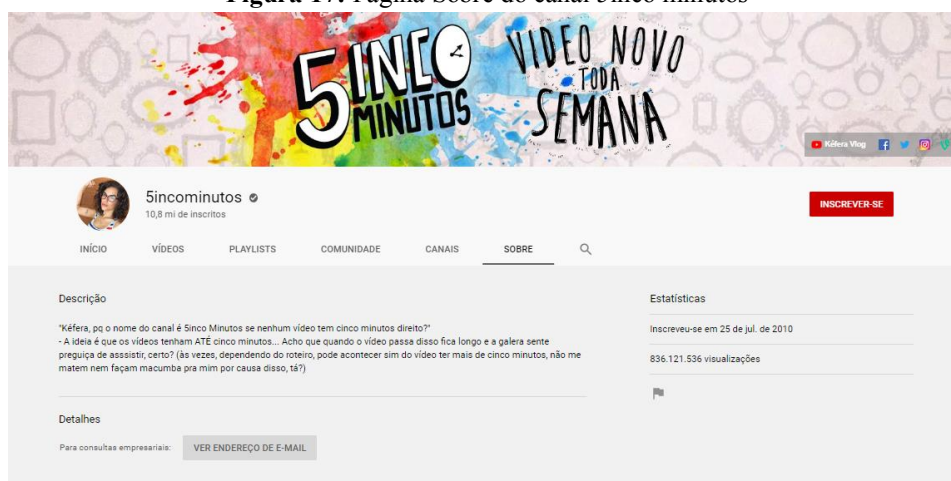 Figura 17. Página Sobre do canal 5inco minutos
5INCO
MINUTOS
VIDEO NOVO
TODA
SEMANA
Kéfera Vlog
5incominutos
10,8 mi de inscritos
INSCREVER-SE
INÍCIO VÍDEOS PLAYLISTS COMUNIDADE CANAIS SOBRE
Descrição
"Kéfera, pq o nome do canal é 5inco Minutos se nenhum vídeo tem cinco minutos direito?"
- A ideia é que os vídeos tenham ATÉ cinco minutos... Acho que quando o vídeo passa disso fica longo e a galera sente
preguiça de asssistir, certo? (às vezes, dependendo do roteiro, pode acontecer sim do vídeo ter mais de cinco minutos, não me
matem nem façam macumba pra mim por causa disso, tá?)
Detalhes
Para consultas empresariais: VER ENDEREÇO DE E-MAIL
Estatísticas
Inscreveu-se em 25 de jul. de 2010
836.121.536 visualizações